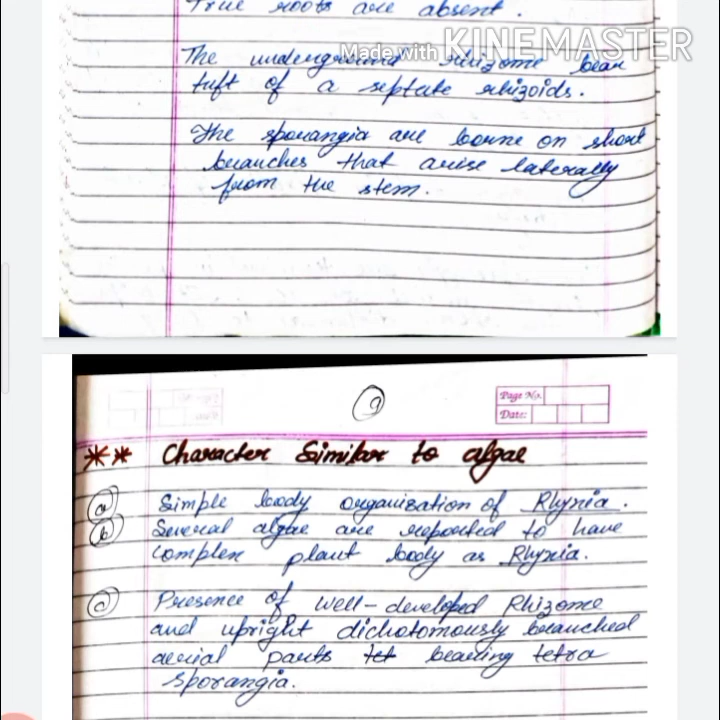 True roots are absent.
Made with KINEMASTER
The underground rhizome bear
tuft of a septate rhizoids.
The sporangia are borne on short
branches that arise laterally
from the stem.
9
Page No.
Date:
** Character Similar to algae
(a) Simple body organization of Rhynia.
(b) Several algae are reported to have
complex plant body as Rhynia.
(c) Presence of well-developed Rhizome
and upright dichotomously branched
aerial parts bearing tetra
sporangia.